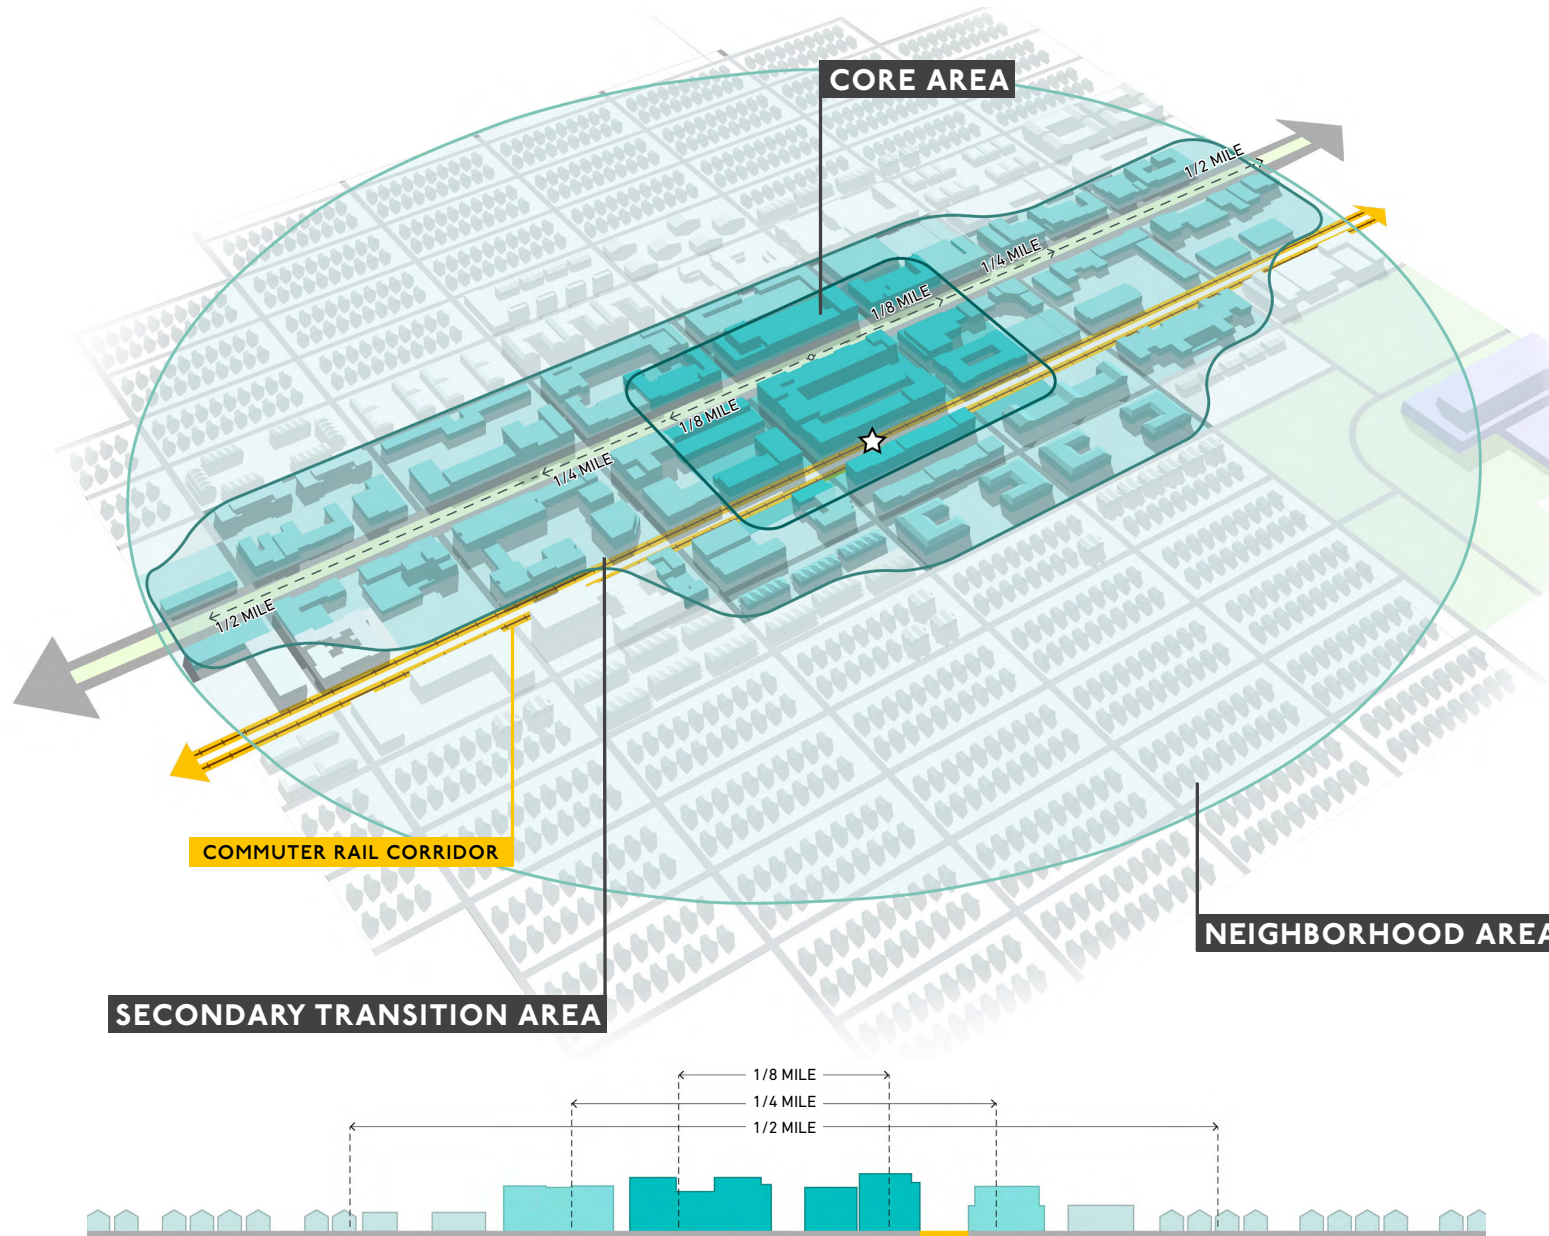 CORE AREA
1/2 MILE
1/4 MILE
1/8 MILE
1/8 MILE
1/4 MILE
1/2 MILE
COMMUTER RAIL CORRIDOR
NEIGHBORHOOD AREA
SECONDARY TRANSITION AREA
1/8 MILE
1/4 MILE
1/2 MILE